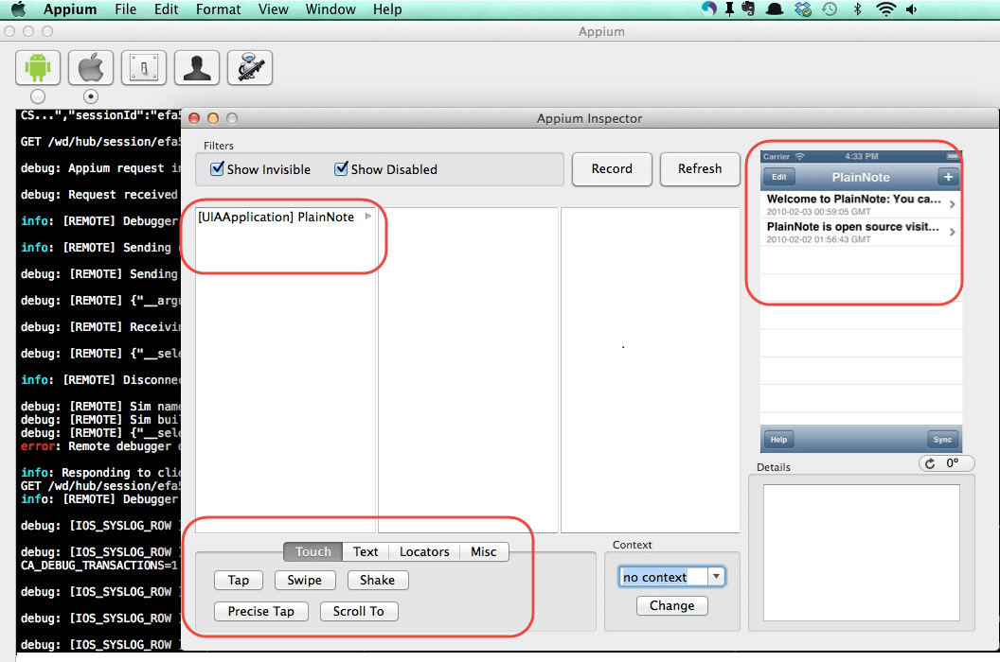 Appium File Edit Format View Window Help
Appium
CS...","sessionId":"efa5
GET /wd/hub/session/efa5
debug: Appium request in
debug: Request received
info: [REMOTE] Debugger
info: [REMOTE] Sending
debug: [REMOTE] Sending
debug: [REMOTE] {"__argu
debug: [REMOTE] Receivin
debug: [REMOTE] {"__sele
info: [REMOTE] Disconnec
debug: [REMOTE] Sim name
debug: [REMOTE] Sim buil
debug: [REMOTE] {"__sele
error: Remote debugger
info: Responding to clie
GET /wd/hub/session/efa5
info: [REMOTE] Debugger
debug: [IOS_SYSLOG_ROW
debug: [IOS_SYSLOG_ROW
CA_DEBUG_TRANSACTIONS=1
debug: [IOS_SYSLOG_ROW
debug: [IOS_SYSLOG_ROW
debug: [IOS_SYSLOG_ROW
Appium Inspector
Filters
Show Invisible Show Disabled
Record Refresh
[UIAApplication] PlainNote
Carrier 4:33 PM
Edit PlainNote +
Welcome to PlainNote: You ca...
2010-02-03 00:59:05 GMT
PlainNote is open source visit...
2010-02-02 01:56:43 GMT
Help Sync
0°
Details
Touch Text Locators Misc
Tap Swipe Shake
Precise Tap Scroll To
Context
no context
Change